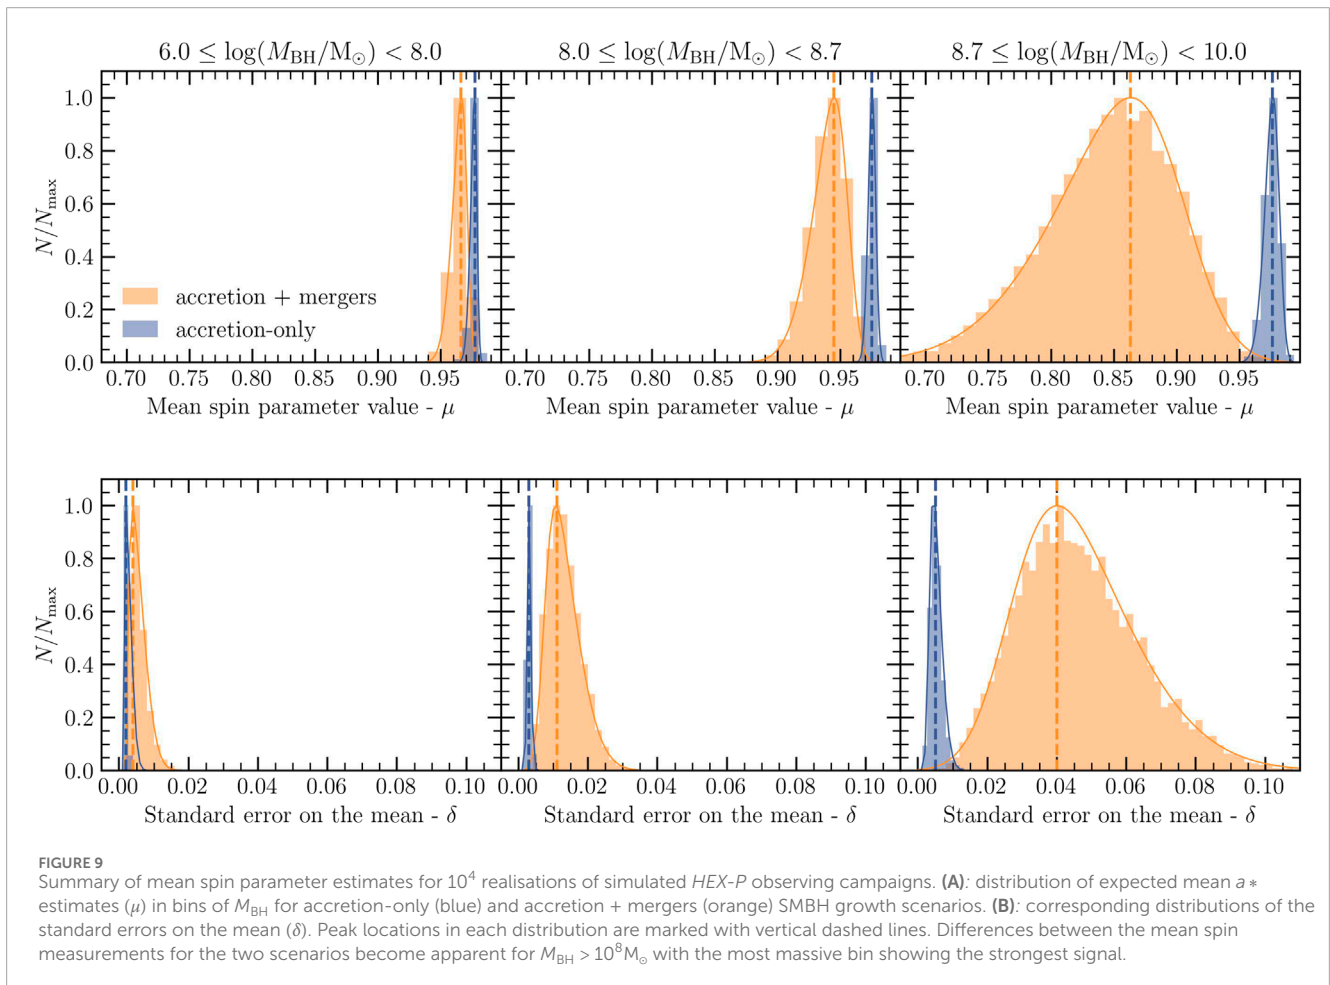 6.0 ≤ log(M_BH/M_⊙) < 8.0
8.0 ≤ log(M_BH/M_⊙) < 8.7
8.7 ≤ log(M_BH/M_⊙) < 10.0
N/N_max
1.0
0.8
0.6
0.4
0.2
0.0
accretion + mergers
accretion-only
0.70 0.75 0.80 0.85 0.90 0.95
0.70 0.75 0.80 0.85 0.90 0.95
0.70 0.75 0.80 0.85 0.90 0.95
Mean spin parameter value - μ
Mean spin parameter value - μ
Mean spin parameter value - μ
N/N_max
1.0
0.8
0.6
0.4
0.2
0.0
0.00 0.02 0.04 0.06 0.08 0.10
0.00 0.02 0.04 0.06 0.08 0.10
0.00 0.02 0.04 0.06 0.08 0.10
Standard error on the mean - δ
Standard error on the mean - δ
Standard error on the mean - δ
FIGURE 9
Summary of mean spin parameter estimates for 10⁴ realisations of simulated HEX-P observing campaigns. (A): distribution of expected mean a∗
estimates (μ) in bins of M_BH for accretion-only (blue) and accretion + mergers (orange) SMBH growth scenarios. (B): corresponding distributions of the
standard errors on the mean (δ). Peak locations in each distribution are marked with vertical dashed lines. Differences between the mean spin
measurements for the two scenarios become apparent for M_BH > 10⁸M_⊙ with the most massive bin showing the strongest signal.